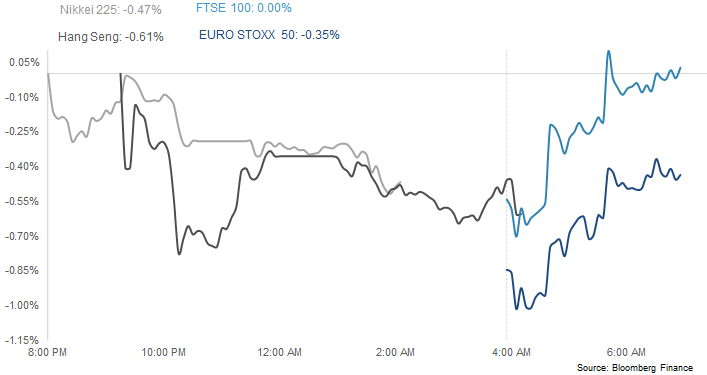 Nikkei 225: -0.47%
FTSE 100: 0.00%
Hang Seng: -0.61%
EURO STOXX 50: -0.35%
0.05%
-0.10%
-0.25%
-0.40%
-0.55%
-0.70%
-0.85%
-1.00%
-1.15%
8:00 PM
10:00 PM
12:00 AM
2:00 AM
4:00 AM
6:00 AM
Source: Bloomberg Finance